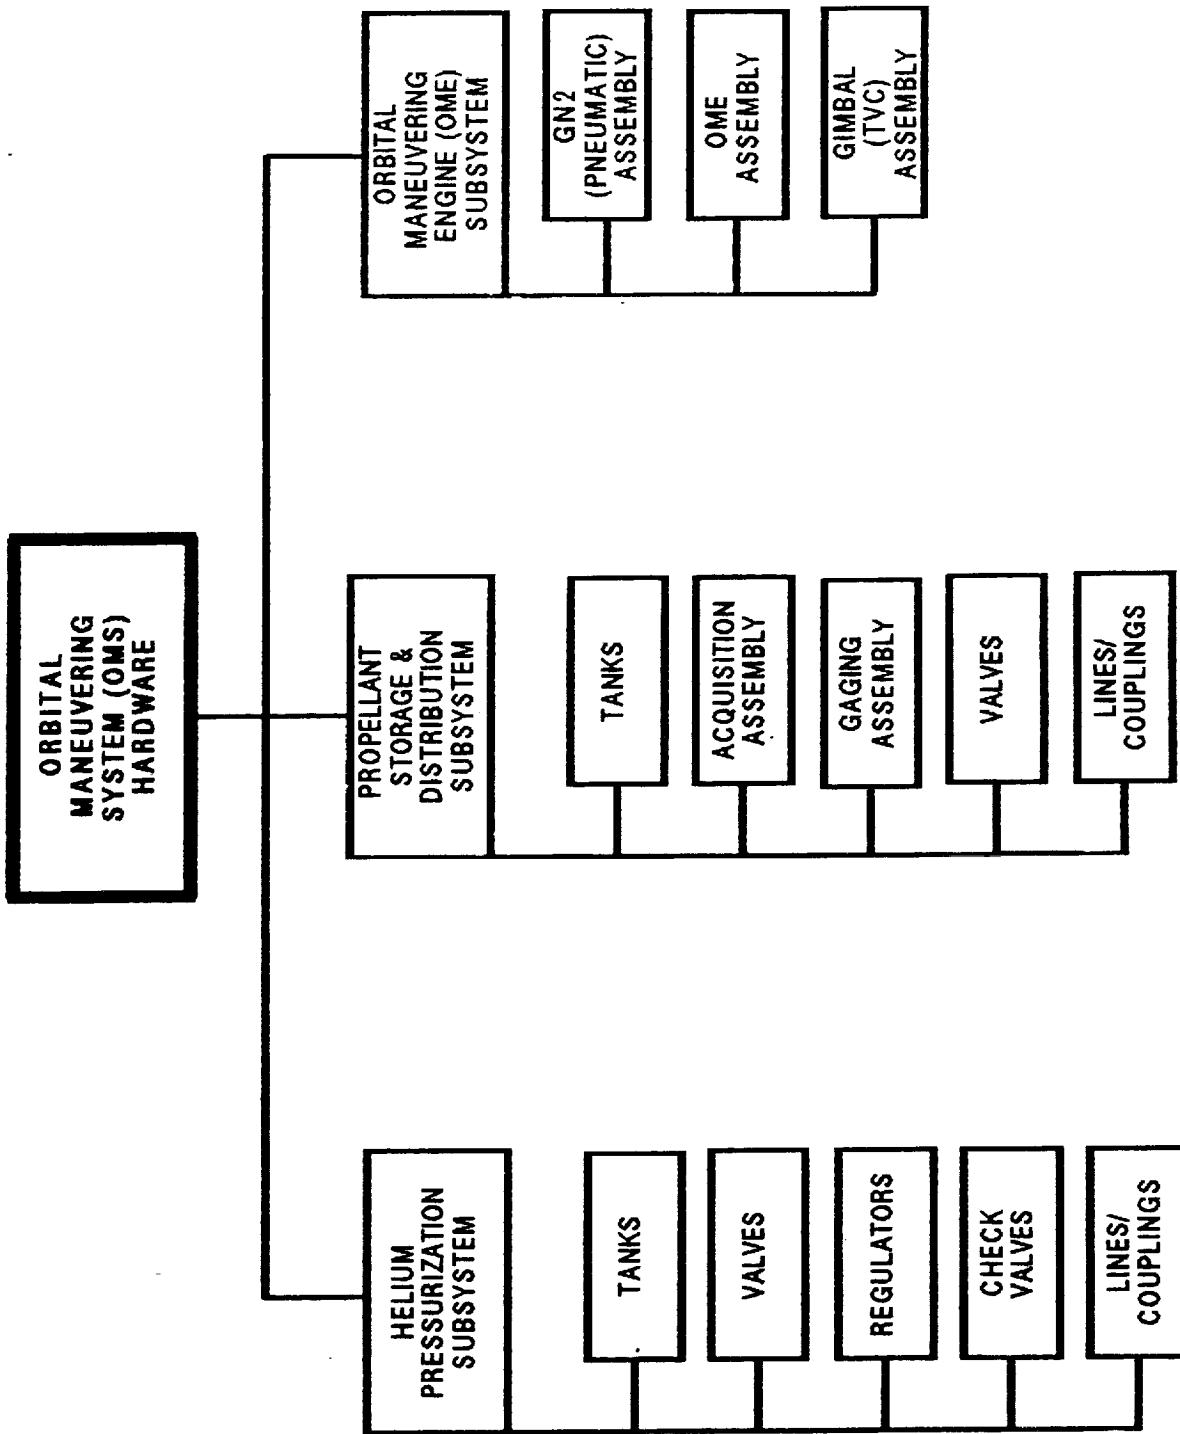 ORBITAL
MANEUVERING
SYSTEM (OMS)
HARDWARE
HELIUM
PRESSURIZATION
SUBSYSTEM
TANKS
VALVES
REGULATORS
CHECK
VALVES
LINES/
COUPLINGS
PROPELLANT
STORAGE &
DISTRIBUTION
SUBSYSTEM
TANKS
ACQUISITION
ASSEMBLY
GAGING
ASSEMBLY
VALVES
LINES/
COUPLINGS
ORBITAL
MANEUVERING
ENGINE (OME)
SUBSYSTEM
GN2
(PNEUMATIC)
ASSEMBLY
OME
ASSEMBLY
GIMBAL
(TVC)
ASSEMBLY